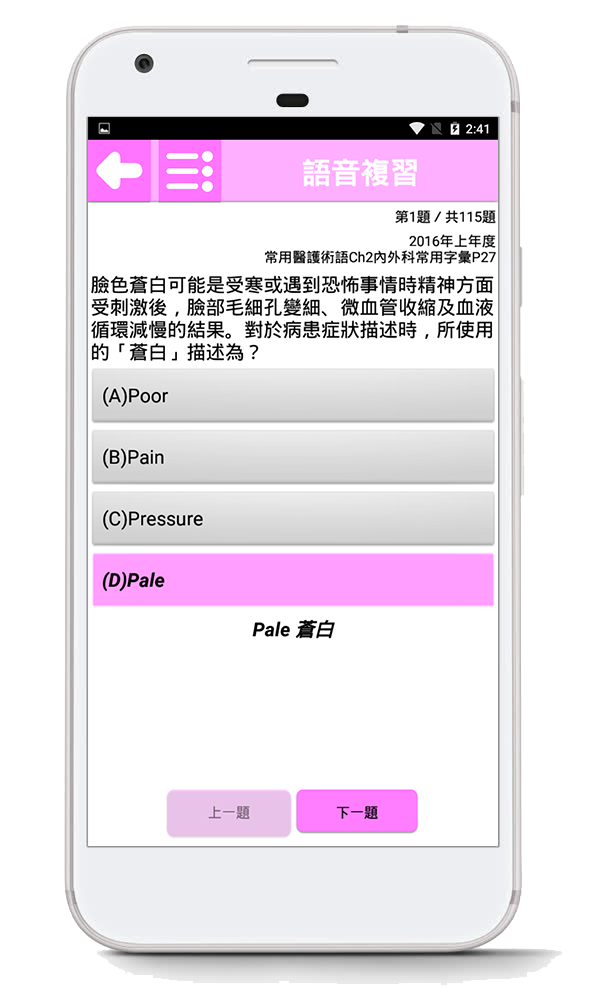 2:41
語音複習
第1題 / 共115題
2016年上年度
常用醫護術語Ch2內外科常用字彙P27
臉色蒼白可能是受寒或遇到恐怖事情時精神方面
受刺激後，臉部毛細孔變細、微血管收縮及血液
循環減慢的結果。對於病患症狀描述時，所使用
的「蒼白」描述為？
(A)Poor
(B)Pain
(C)Pressure
(D)Pale
Pale 蒼白
上一題
下一題